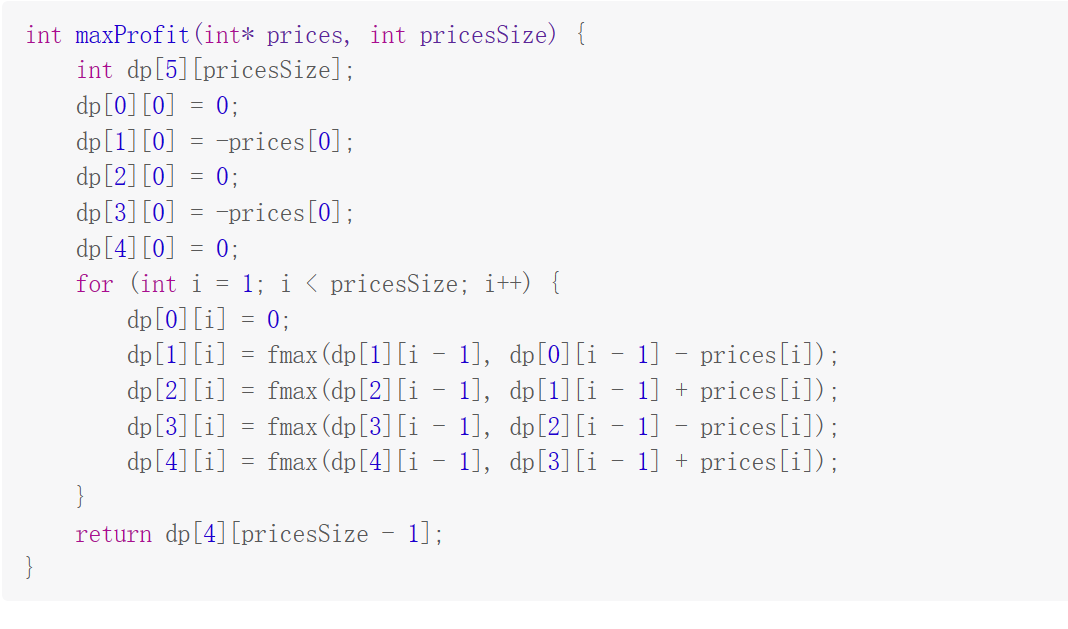 int maxProfit(int* prices, int pricesSize) {
    int dp[5][pricesSize];
    dp[0][0] = 0;
    dp[1][0] = -prices[0];
    dp[2][0] = 0;
    dp[3][0] = -prices[0];
    dp[4][0] = 0;
    for (int i = 1; i < pricesSize; i++) {
        dp[0][i] = 0;
        dp[1][i] = fmax(dp[1][i - 1], dp[0][i - 1] - prices[i]);
        dp[2][i] = fmax(dp[2][i - 1], dp[1][i - 1] + prices[i]);
        dp[3][i] = fmax(dp[3][i - 1], dp[2][i - 1] - prices[i]);
        dp[4][i] = fmax(dp[4][i - 1], dp[3][i - 1] + prices[i]);
    }
    return dp[4][pricesSize - 1];
}